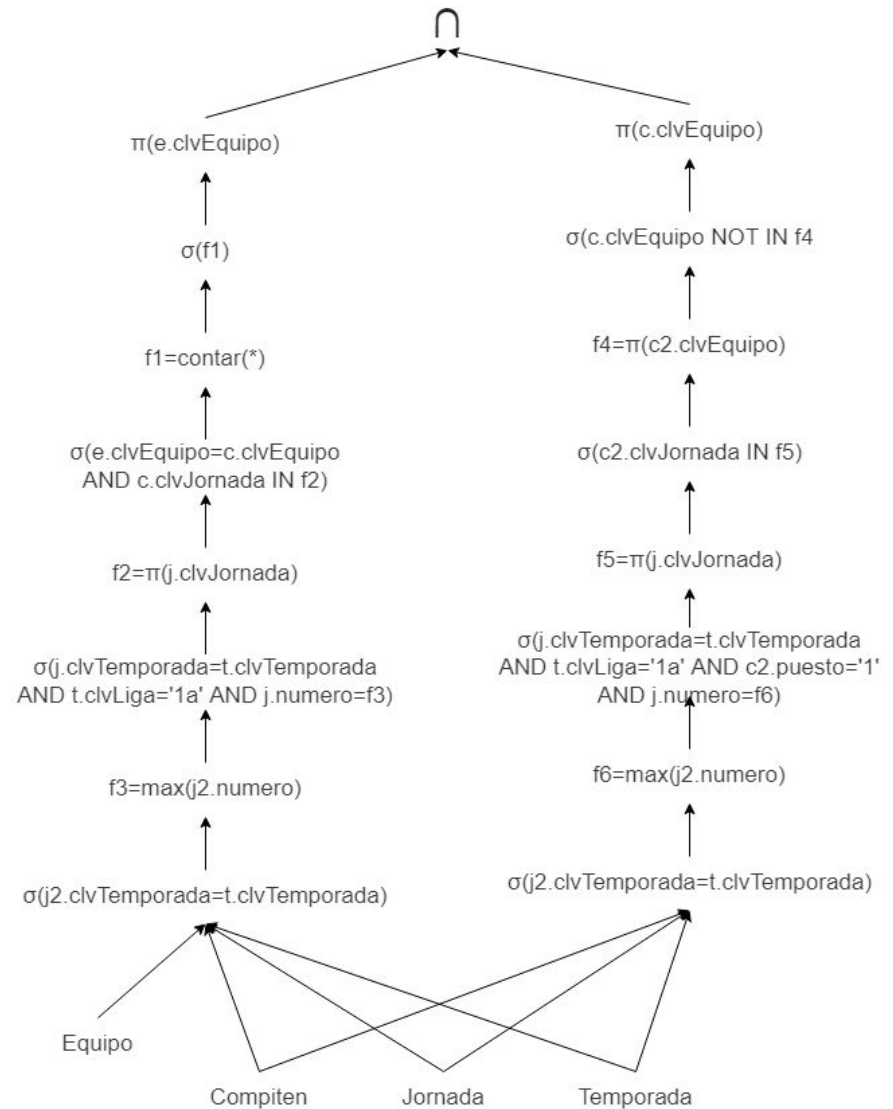 ∩
π(e.clvEquipo)
σ(f1)
f1=contar(*)
σ(e.clvEquipo=c.clvEquipo
AND c.clvJornada IN f2)
f2=π(j.clvJornada)
σ(j.clvTemporada=t.clvTemporada
AND t.clvLiga='1a' AND j.numero=f3)
f3=max(j2.numero)
σ(j2.clvTemporada=t.clvTemporada)
π(c.clvEquipo)
σ(c.clvEquipo NOT IN f4
f4=π(c2.clvEquipo)
σ(c2.clvJornada IN f5)
f5=π(j.clvJornada)
σ(j.clvTemporada=t.clvTemporada
AND t.clvLiga='1a' AND c2.puesto='1'
AND j.numero=f6)
f6=max(j2.numero)
σ(j2.clvTemporada=t.clvTemporada)
Equipo
Compiten
Jornada
Temporada